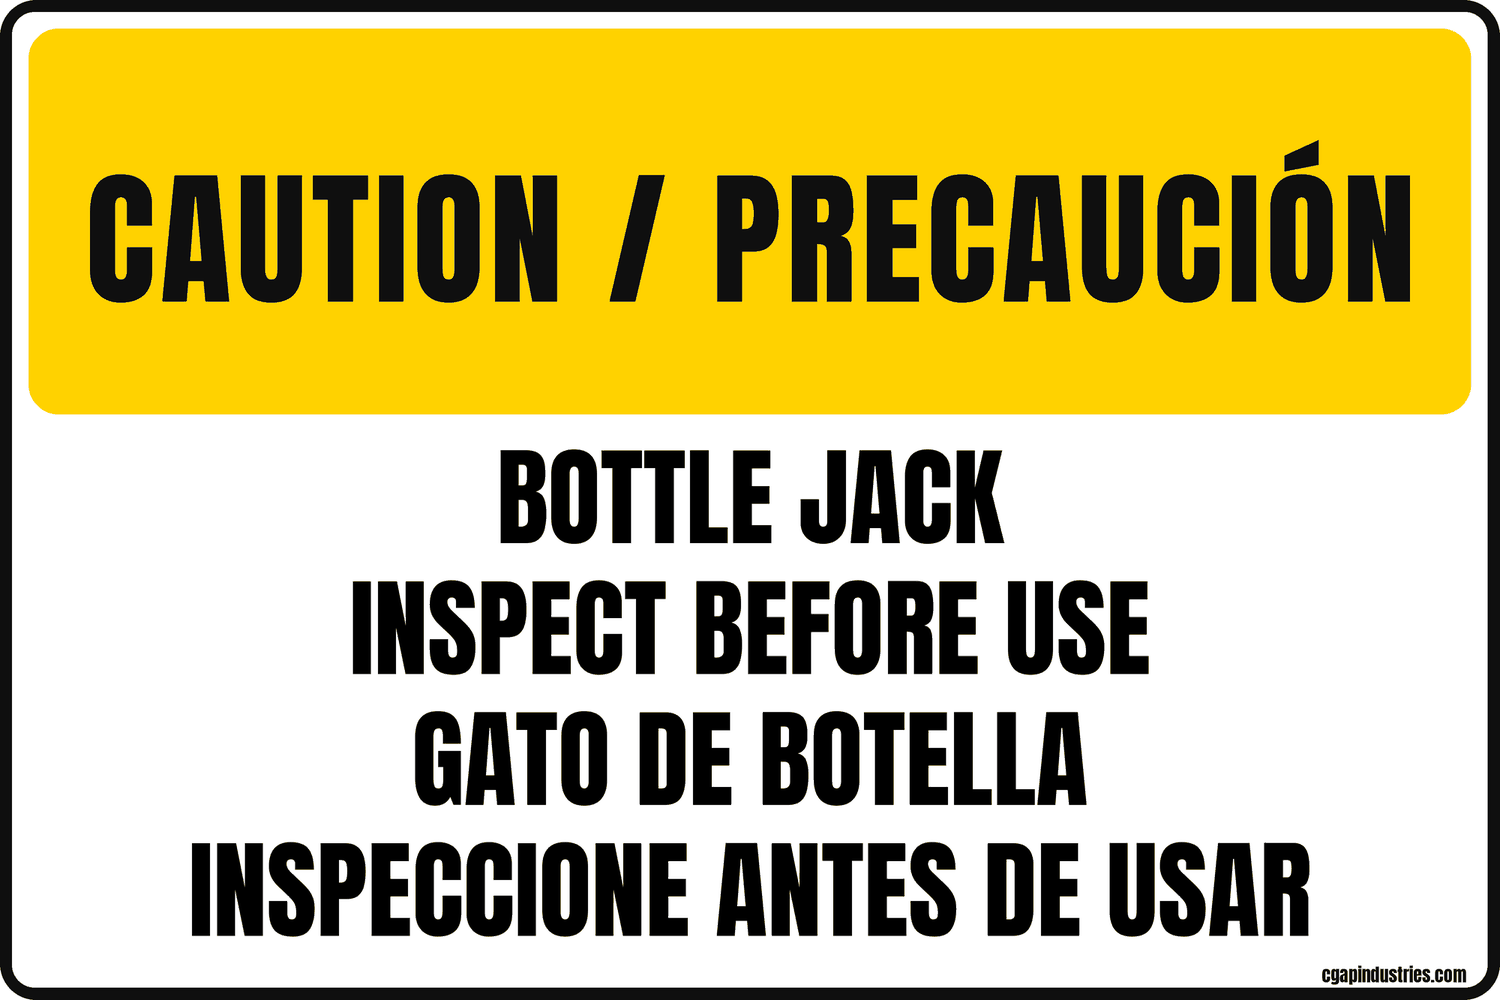 CAUTION / PRECAUCIÓN
BOTTLE JACK
INSPECT BEFORE USE
GATO DE BOTELLA
INSPECCIONE ANTES DE USAR
cgapindustries.com